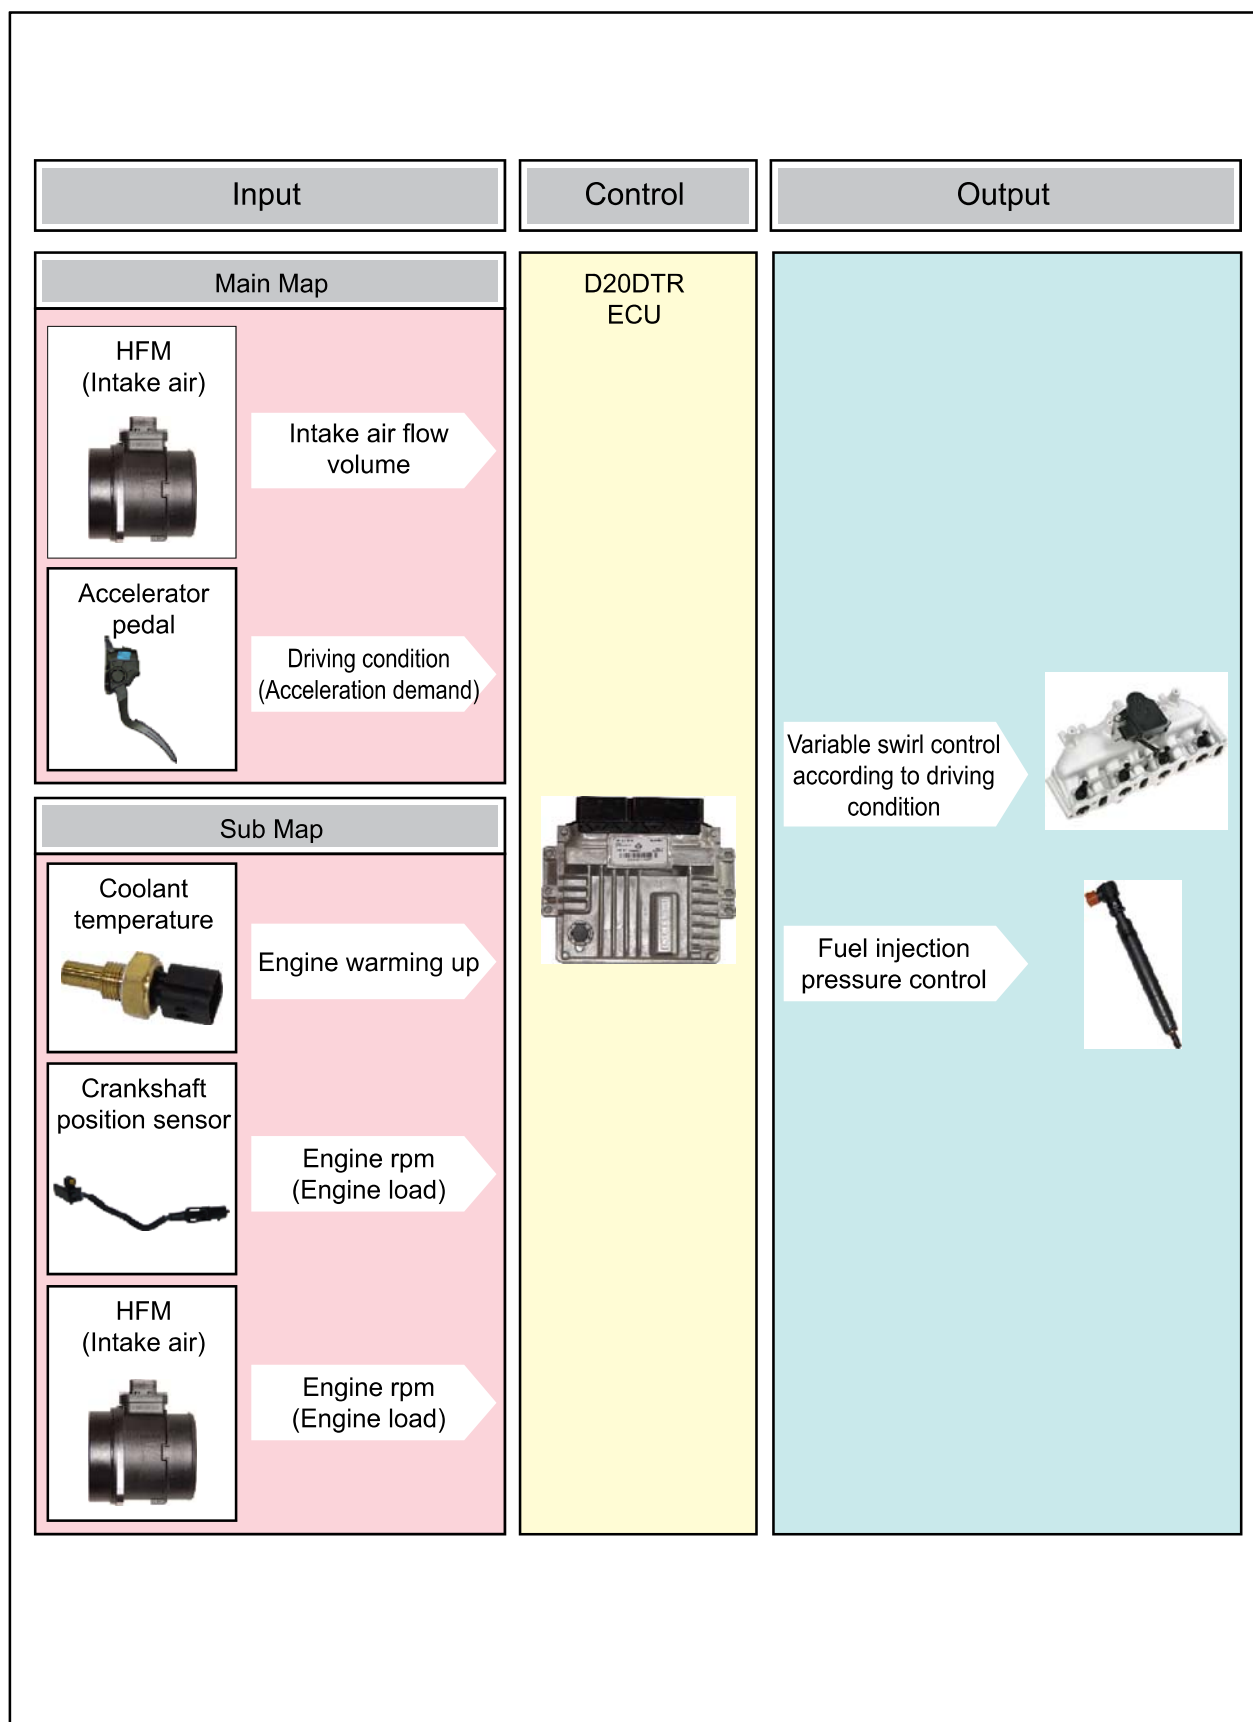 Input
Control
Output
Main Map
HFM
(Intake air)
Intake air flow
volume
Accelerator
pedal
Driving condition
(Acceleration demand)
Sub Map
Coolant
temperature
Engine warming up
Crankshaft
position sensor
Engine rpm
(Engine load)
HFM
(Intake air)
Engine rpm
(Engine load)
D20DTR
ECU
Variable swirl control
according to driving
condition
Fuel injection
pressure control